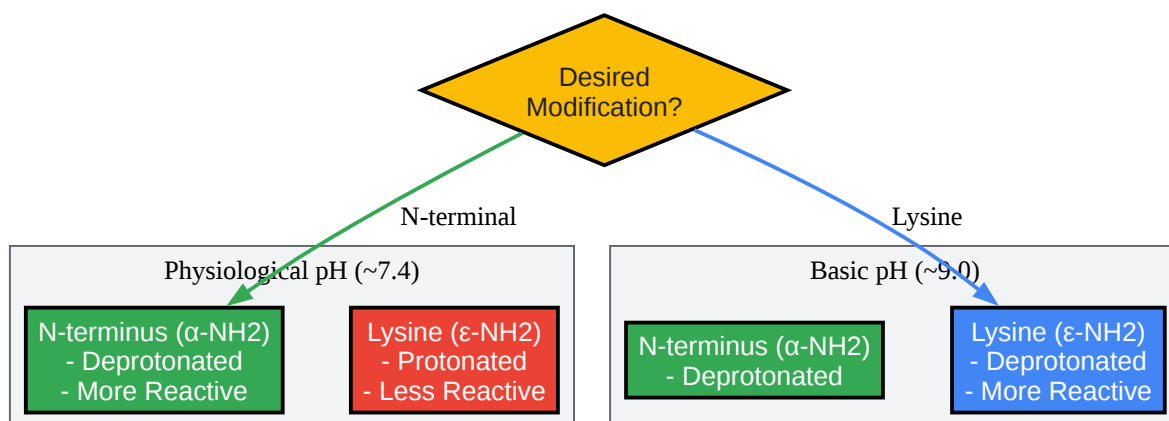 Desired
Modification?
N-terminal
Lysine
Physiological pH (~7.4)
N-terminus (α-NH2)
- Deprotonated
- More Reactive
Lysine (ε-NH2)
- Protonated
- Less Reactive
Basic pH (~9.0)
N-terminus (α-NH2)
- Deprotonated
Lysine (ε-NH2)
- Deprotonated
- More Reactive